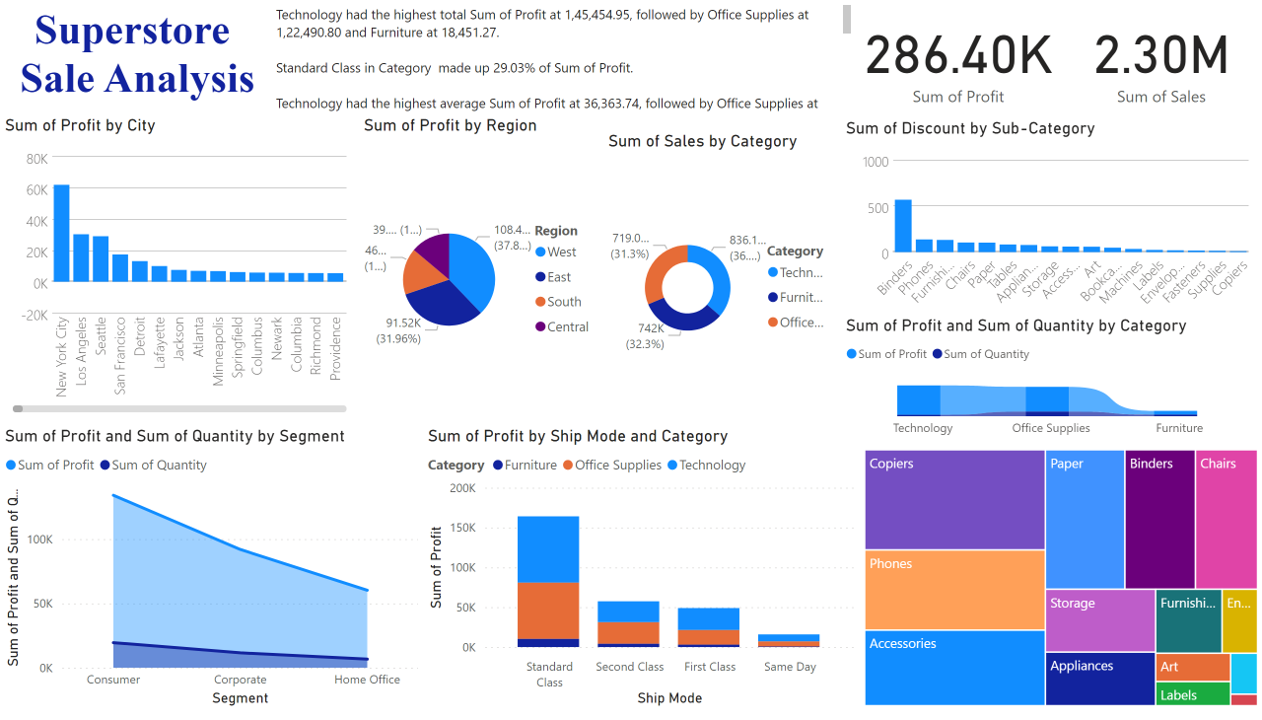 Superstore
Sale Analysis
Technology had the highest total Sum of Profit at 1,45,454.95, followed by Office Supplies at
1,22,490.80 and Furniture at 18,451.27.
Standard Class in Category made up 29.03% of Sum of Profit.
Technology had the highest average Sum of Profit at 36,363.74, followed by Office Supplies at
286.40K
Sum of Profit
2.30M
Sum of Sales
Sum of Profit by City
80K
60K
40K
20K
0K
-20K
New York City
Los Angeles
Seattle
San Francisco
Detroit
Lafayette
Jackson
Atlanta
Minneapolis
Springfield
Columbus
Newark
Columbia
Richmond
Providence
Sum of Profit by Region
39.... (1...)
108.4...
(37.8...)
46...
(1...)
91.52K
(31.96%)
Region
West
East
South
Central
Sum of Sales by Category
719.0...
(31.3%)
836.1...
(36....)
742K
(32.3%)
Category
Techn...
Furnit...
Office...
Sum of Discount by Sub-Category
1000
500
0
Binders
Phones
Furnishi...
Chairs
Paper
Tables
Applian...
Storage
Access...
Art
Bookca...
Machines
Labels
Envelop...
Fasteners
Supplies
Copiers
Sum of Profit and Sum of Quantity by Category
Sum of Profit
Sum of Quantity
Technology
Office Supplies
Furniture
Sum of Profit and Sum of Quantity by Segment
Sum of Profit
Sum of Quantity
Sum of Profit and Sum of Q...
100K
50K
0K
Consumer
Corporate
Home Office
Segment
Sum of Profit by Ship Mode and Category
Category
Furniture
Office Supplies
Technology
Sum of Profit
200K
150K
100K
50K
0K
Standard
Class
Second Class
First Class
Same Day
Ship Mode
Copiers
Paper
Binders
Chairs
Phones
Storage
Furnishi...
En...
Accessories
Appliances
Art
Labels